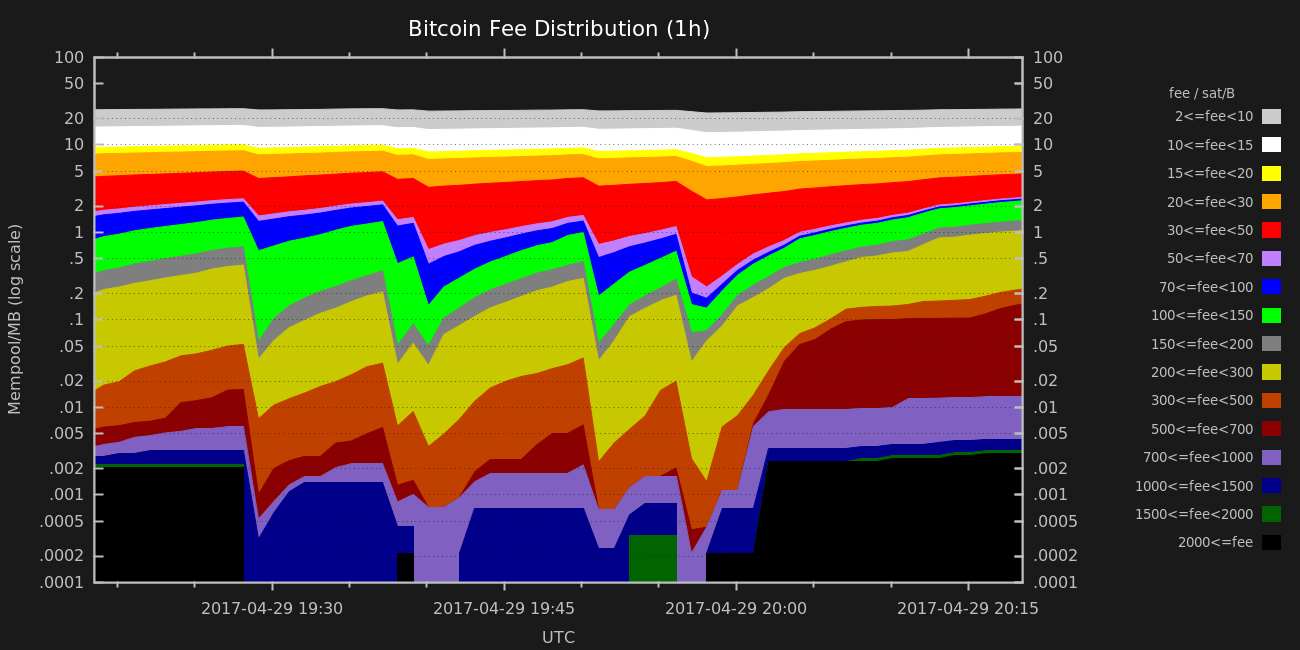 Bitcoin Fee Distribution (1h)
Mempool/MB (log scale)
100
50
20
10
5
2
1
.5
.2
.1
.05
.02
.01
.005
.002
.001
.0005
.0002
.0001
100
50
20
10
5
2
1
.5
.2
.1
.05
.02
.01
.005
.002
.001
.0005
.0002
.0001
2017-04-29 19:30
2017-04-29 19:45
2017-04-29 20:00
2017-04-29 20:15
UTC
fee / sat/B
2<=fee<10
10<=fee<15
15<=fee<20
20<=fee<30
30<=fee<50
50<=fee<70
70<=fee<100
100<=fee<150
150<=fee<200
200<=fee<300
300<=fee<500
500<=fee<700
700<=fee<1000
1000<=fee<1500
1500<=fee<2000
2000<=fee